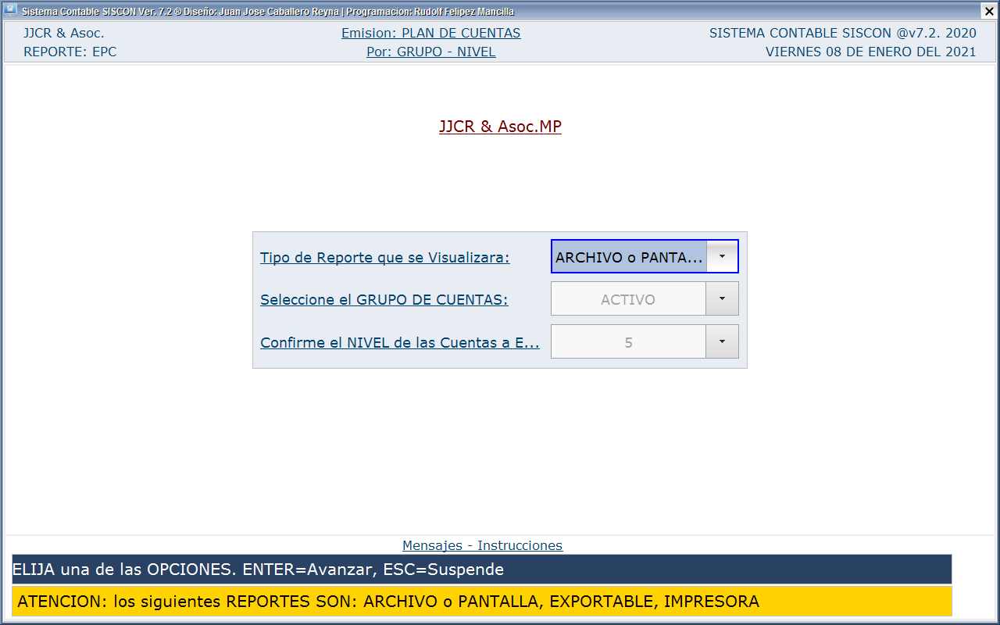 Sistema Contable SISCON Ver. 7.2 ® Diseño: Juan Jose Caballero Reyna | Programacion: Rudolf Felipez Mancilla
JJCR & Asoc.
Emision: PLAN DE CUENTAS
SISTEMA CONTABLE SISCON @v7.2. 2020
REPORTE: EPC
Por: GRUPO - NIVEL
VIERNES 08 DE ENERO DEL 2021
JJCR & Asoc.MP
Tipo de Reporte que se Visualizara:
ARCHIVO o PANTA...
Seleccione el GRUPO DE CUENTAS:
ACTIVO
Confirme el NIVEL de las Cuentas a E...
5
Mensajes - Instrucciones
ELIJA una de las OPCIONES. ENTER=Avanzar, ESC=Suspende
ATENCION: los siguientes REPORTES SON: ARCHIVO o PANTALLA, EXPORTABLE, IMPRESORA